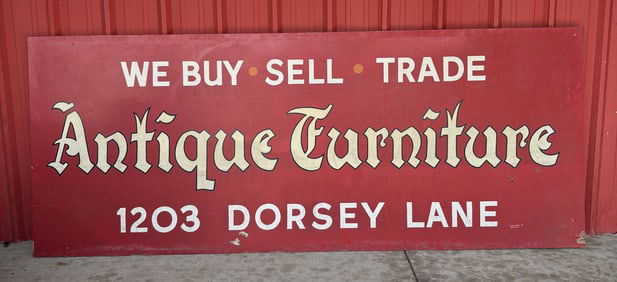 WE BUY • SELL • TRADE
Antique Furniture
1203 DORSEY LANE